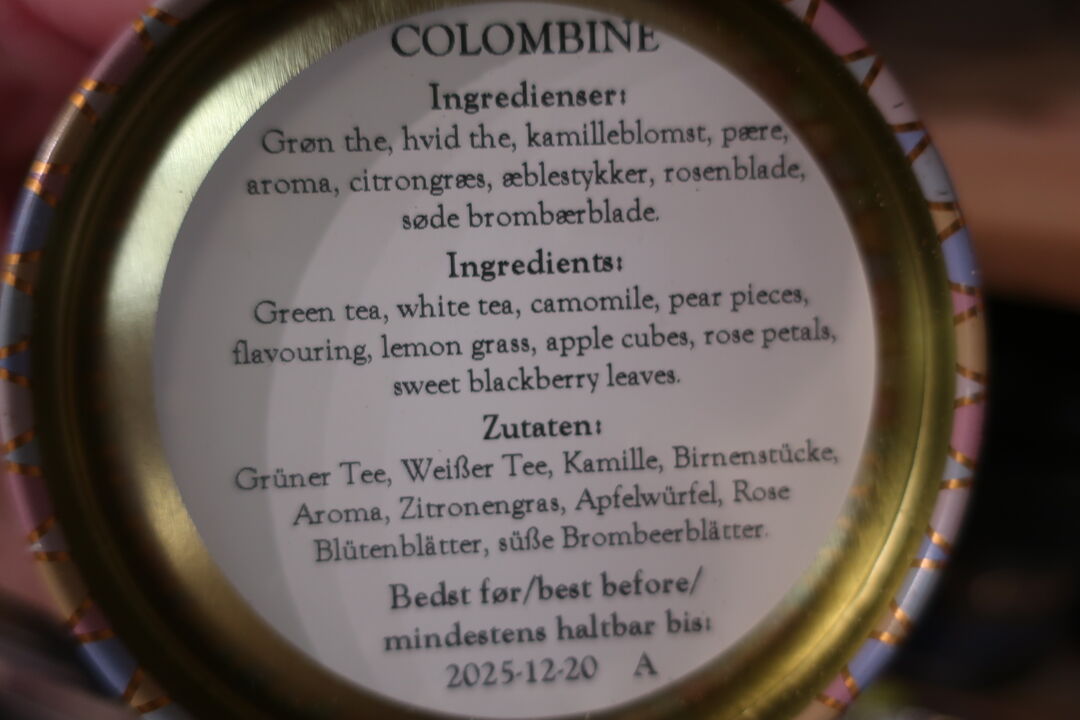 COLOMBINE
Ingredienser:
Grøn the, hvid the, kamilleblomst, pære,
aroma, citrongræs, æblestykker, rosenblade,
søde brombærblade.
Ingredients:
Green tea, white tea, camomile, pear pieces,
flavouring, lemon grass, apple cubes, rose petals,
sweet blackberry leaves.
Zutaten:
Grüner Tee, Weißer Tee, Kamille, Birnenstücke,
Aroma, Zitronengras, Apfelwürfel, Rose
Blütenblätter, süße Brombeerblätter.
Bedst før/best before/
mindestens haltbar bis:
2025-12-20 A